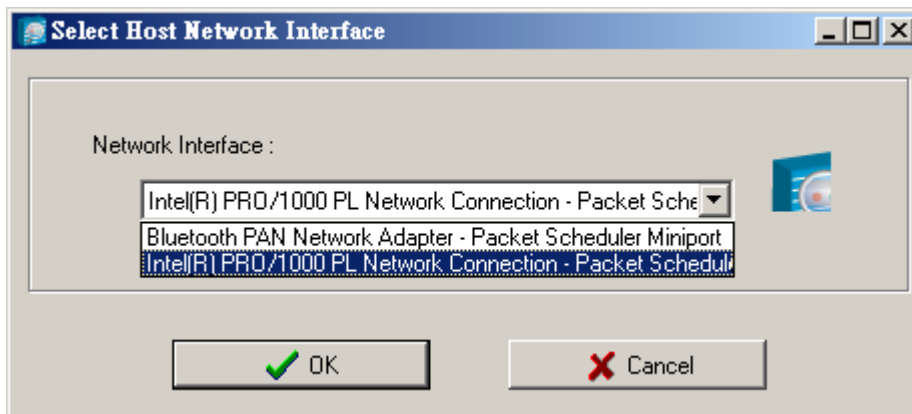 Select Host Network Interface
Network Interface :
Intel(R) PRO/1000 PL Network Connection - Packet Sche
Bluetooth PAN Network Adapter - Packet Scheduler Miniport
Intel(R) PRO/1000 PL Network Connection - Packet Schedul
OK
Cancel